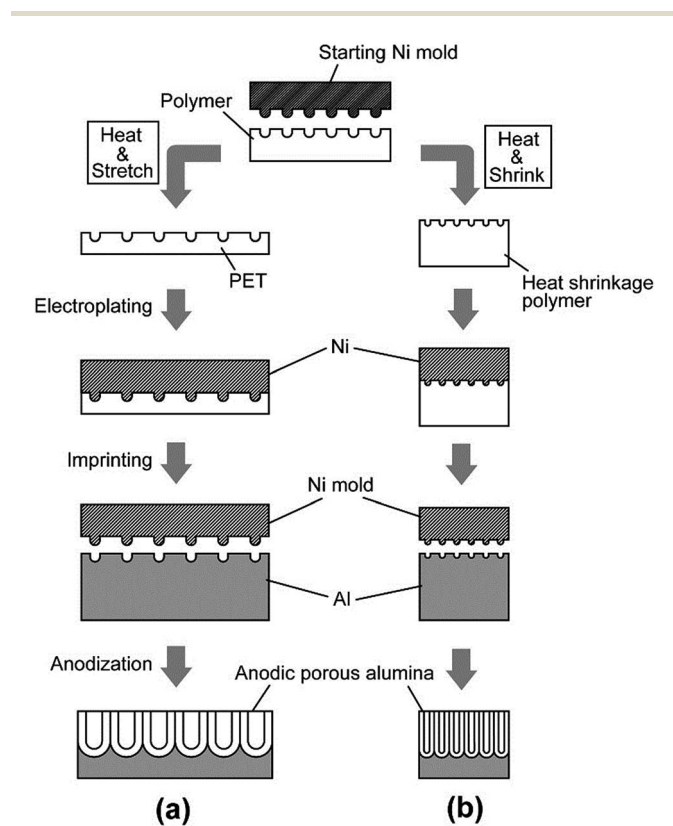 Starting Ni mold
Polymer
Heat
&
Stretch
Heat
&
Shrink
PET
Heat shrinkage
polymer
Electroplating
Ni
Imprinting
Ni mold
Al
Anodization
Anodic porous alumina
(a)
(b)